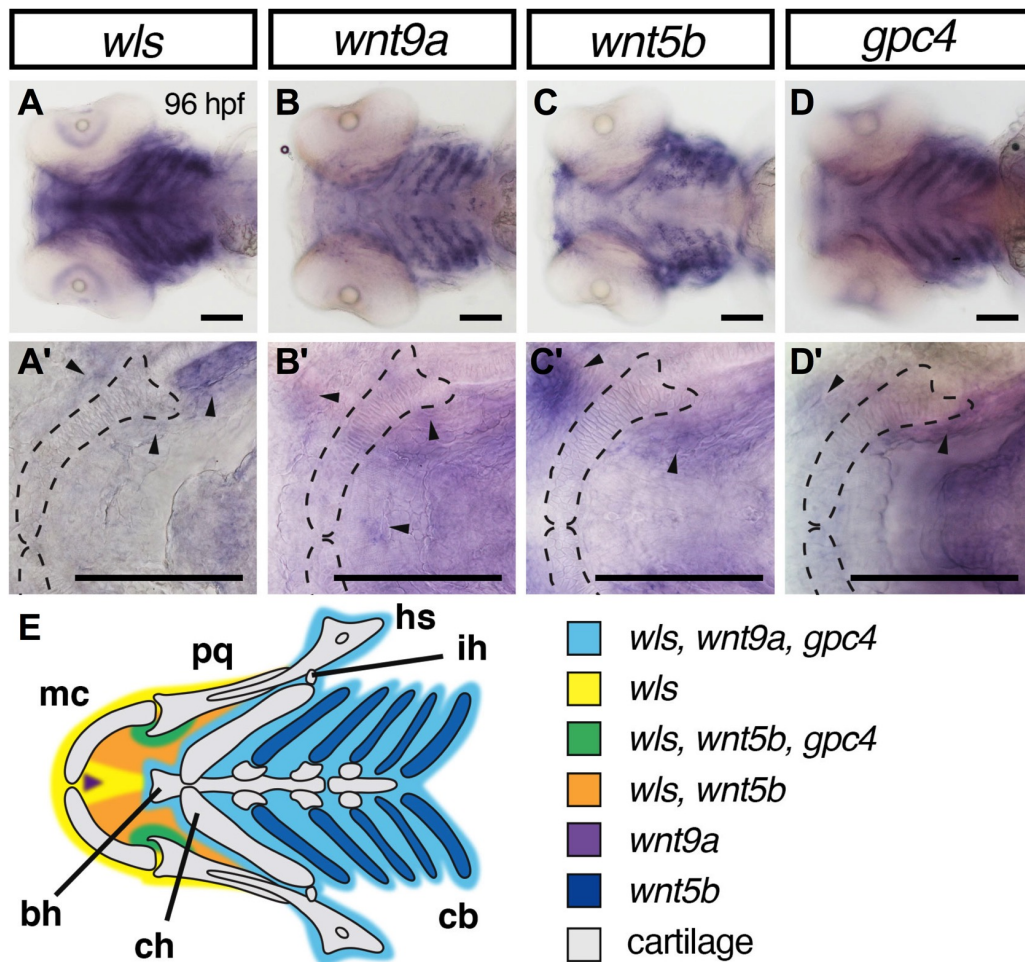 wls wnt9a wnt5b gpc4
A 96 hpf B C D
A' B' C' D'
E
hs
pq ih
mc
bh
ch
cb
wls, wnt9a, gpc4
wls
wls, wnt5b, gpc4
wls, wnt5b
wnt9a
wnt5b
cartilage